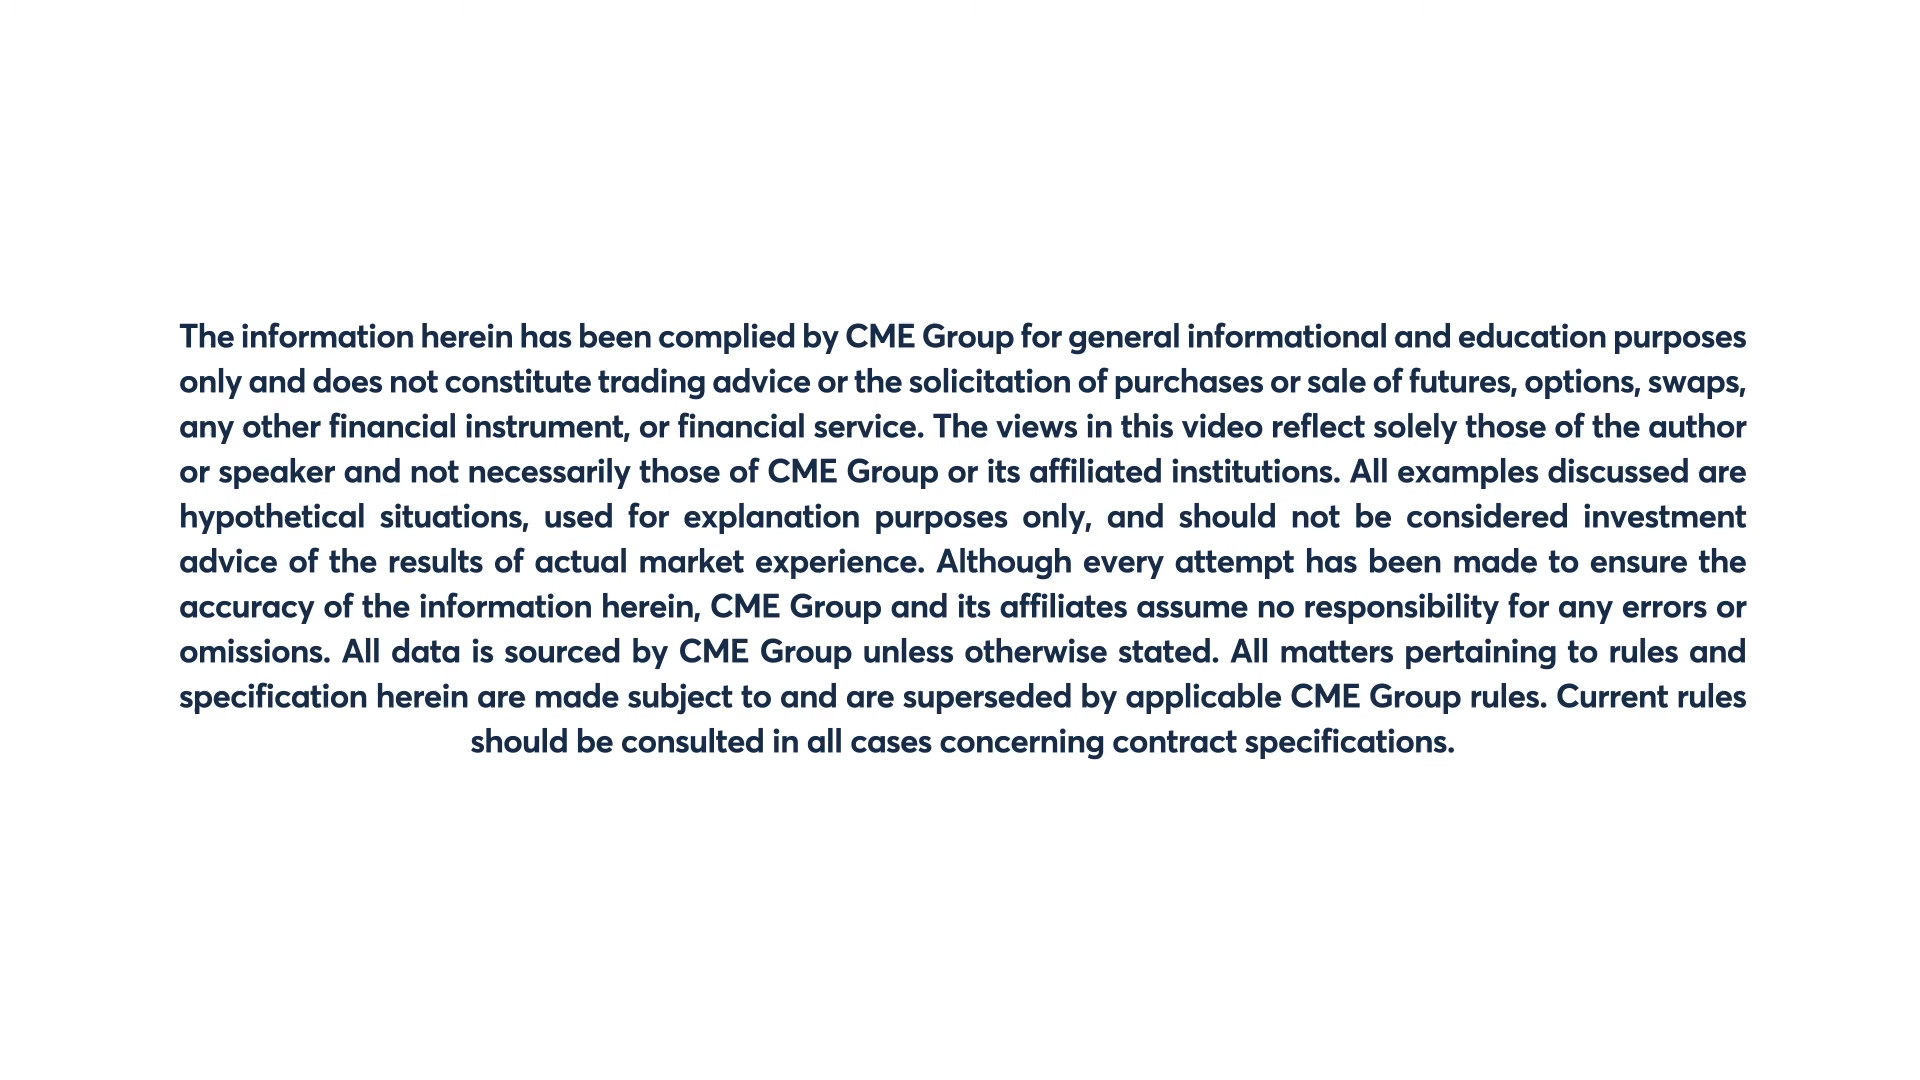 The information herein has been complied by CME Group for general informational and education purposes
only and does not constitute trading advice or the solicitation of purchases or sale of futures, options, swaps,
any other financial instrument, or financial service. The views in this video reflect solely those of the author
or speaker and not necessarily those of CME Group or its affiliated institutions. All examples discussed are
hypothetical situations, used for explanation purposes only, and should not be considered investment
advice of the results of actual market experience. Although every attempt has been made to ensure the
accuracy of the information herein, CME Group and its affiliates assume no responsibility for any errors or
omissions. All data is sourced by CME Group unless otherwise stated. All matters pertaining to rules and
specification herein are made subject to and are superseded by applicable CME Group rules. Current rules
should be consulted in all cases concerning contract specifications.